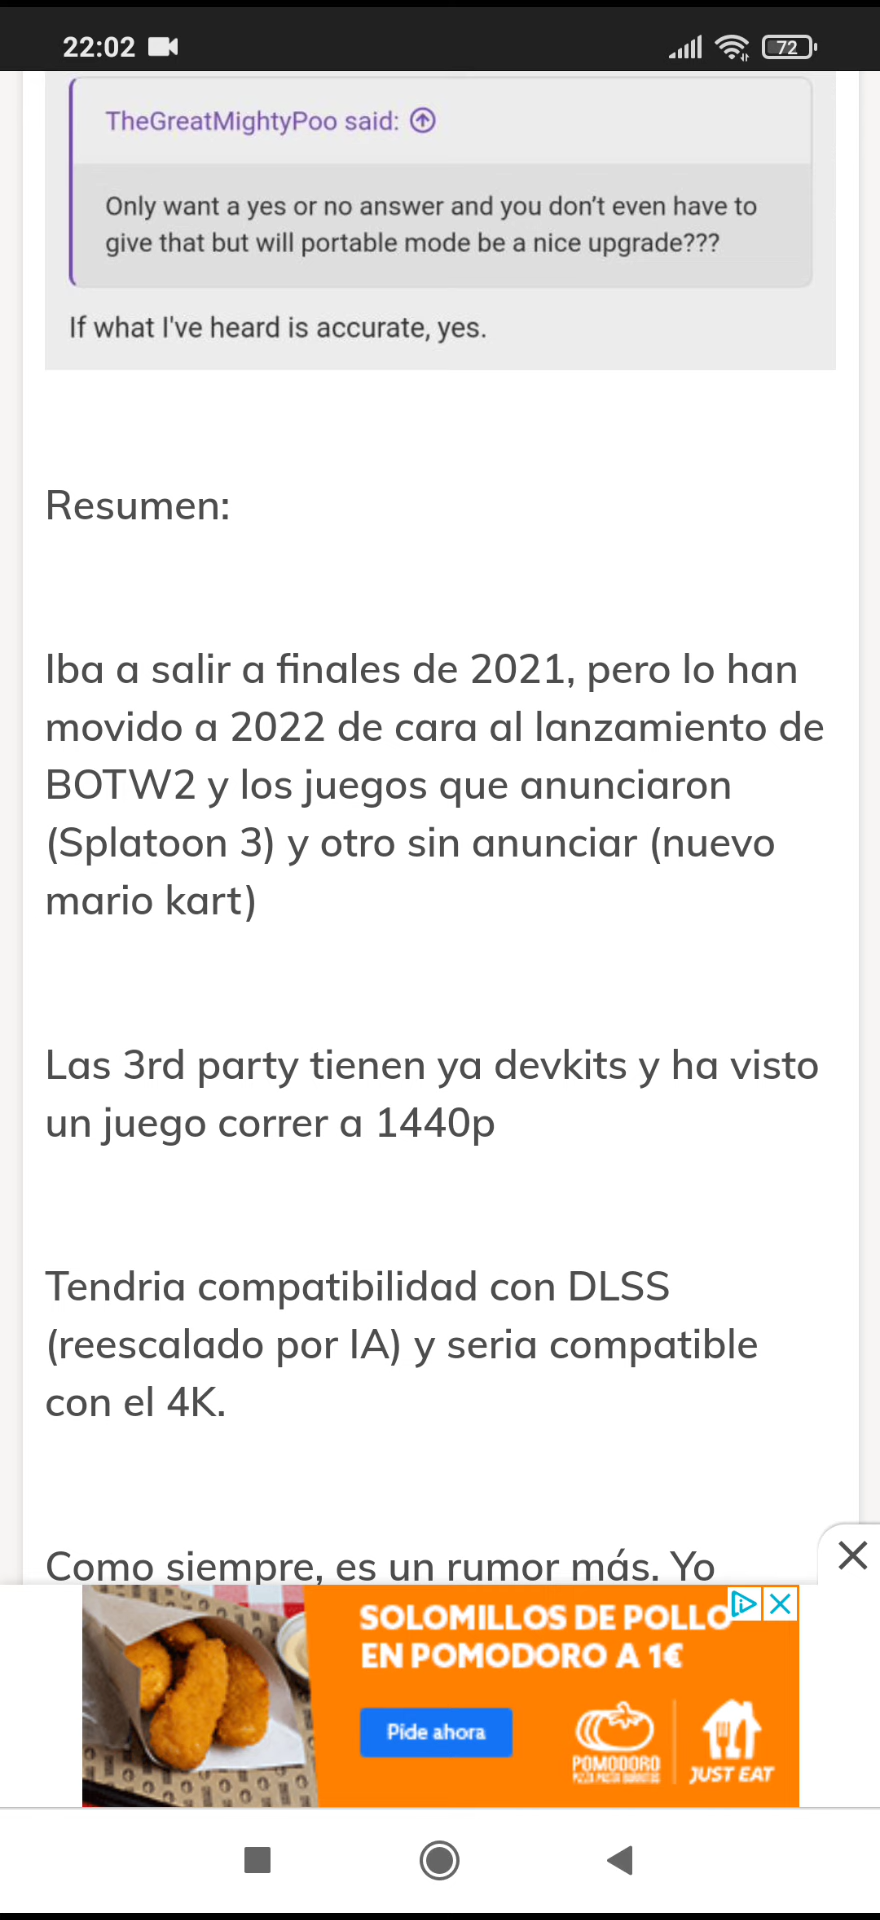 22:02
72
TheGreatMightyPoo said:
Only want a yes or no answer and you don't even have to
give that but will portable mode be a nice upgrade???
If what I've heard is accurate, yes.
Resumen:
Iba a salir a finales de 2021, pero lo han
movido a 2022 de cara al lanzamiento de
BOTW2 y los juegos que anunciaron
(Splatoon 3) y otro sin anunciar (nuevo
mario kart)
Las 3rd party tienen ya devkits y ha visto
un juego correr a 1440p
Tendria compatibilidad con DLSS
(reescalado por IA) y seria compatible
con el 4K.
Como siempre, es un rumor más. Yo
SOLOMILLOS DE POLLO
EN POMODORO A 1€
Pide ahora
POMODORO
JUST EAT